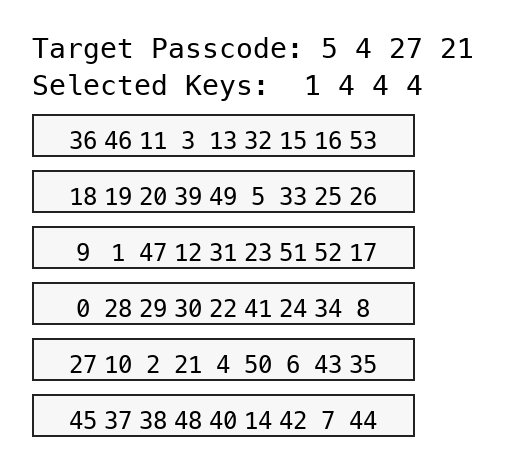 Target Passcode: 5 4 27 21
Selected Keys: 1 4 4 4
36 46 11 3 13 32 15 16 53
18 19 20 39 49 5 33 25 26
9 1 47 12 31 23 51 52 17
0 28 29 30 22 41 24 34 8
27 10 2 21 4 50 6 43 35
45 37 38 48 40 14 42 7 44